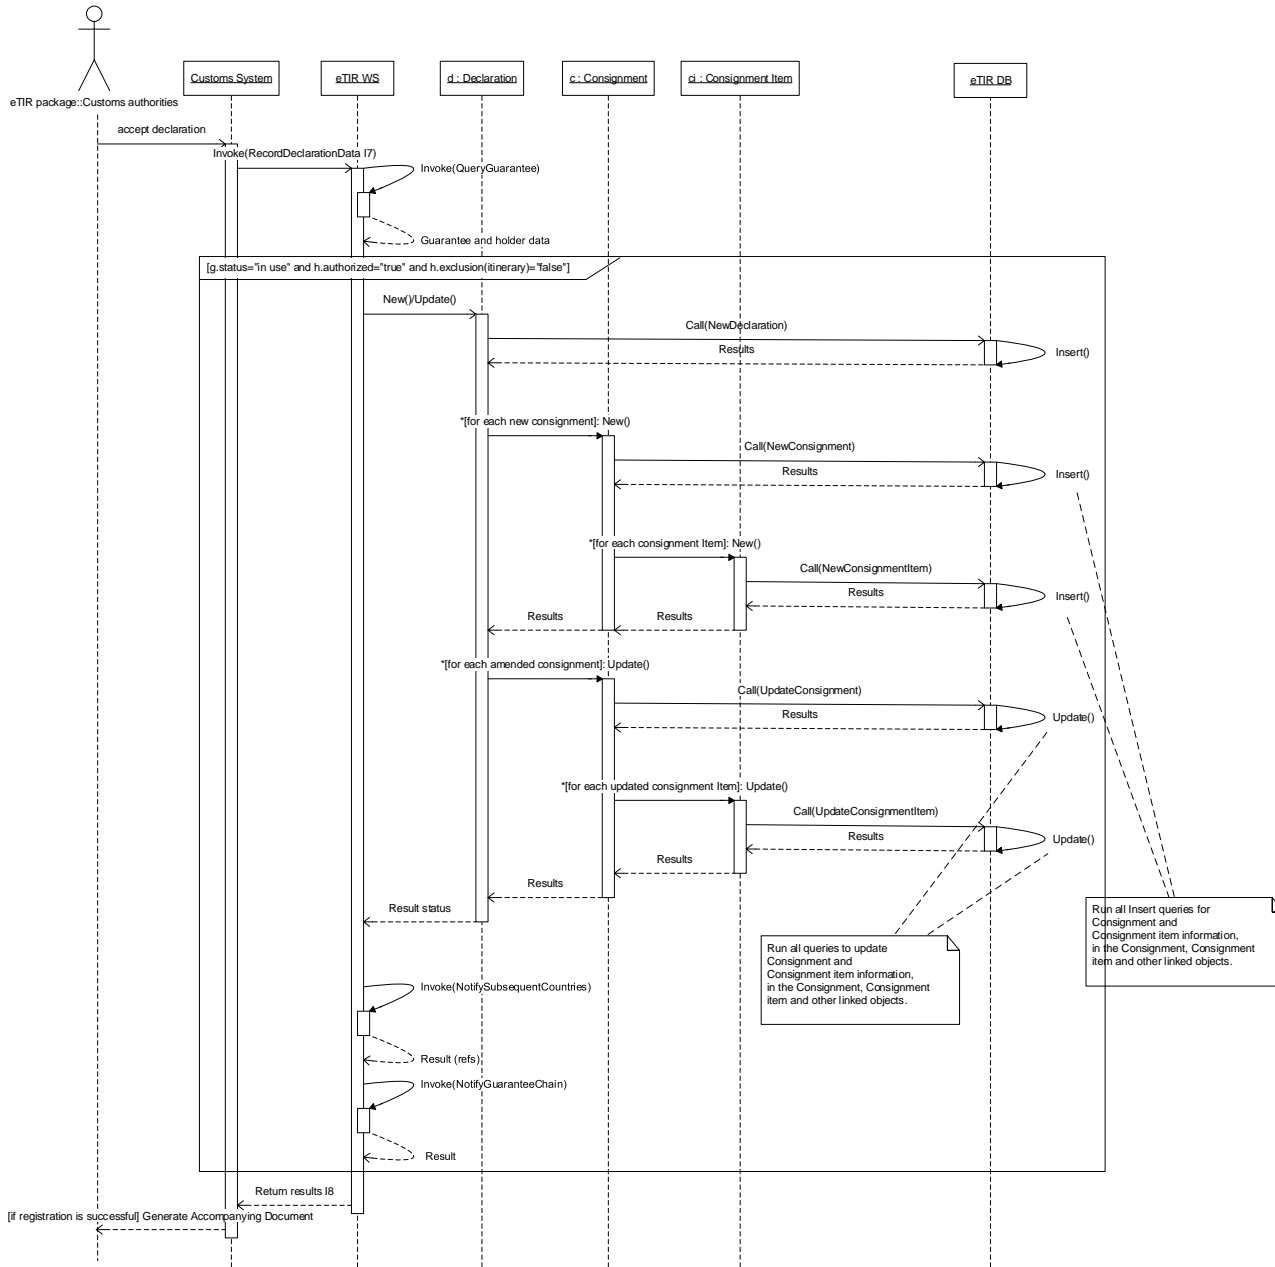 Customs System
eTIR WS
d : Declaration
c : Consignment
ci : Consignment Item
eTIR DB
eTIR package::Customs authorities
accept declaration
Invoke(RecordDeclarationData I7)
Invoke(QueryGuarantee)
Guarantee and holder data
[g.status="in use" and h.authorized="true" and h.exclusion(itinerary)="false"]
New()/Update()
Call(NewDeclaration)
Results
Insert()
*[for each new consignment]: New()
Call(NewConsignment)
Results
Insert()
*[for each consignment Item]: New()
Call(NewConsignmentItem)
Results
Insert()
Results
Results
*[for each amended consignment]: Update()
Call(UpdateConsignment)
Results
Update()
*[for each updated consignment Item]: Update()
Call(UpdateConsignmentItem)
Results
Update()
Results
Results
Result status
Run all Insert queries for
Consignment and
Consignment item information,
in the Consignment, Consignment
item and other linked objects.
Run all queries to update
Consignment and
Consignment item information,
in the Consignment, Consignment
item and other linked objects.
Invoke(NotifySubsequentCountries)
Result (refs)
Invoke(NotifyGuaranteeChain)
Result
Return results I8
[if registration is successful] Generate Accompanying Document